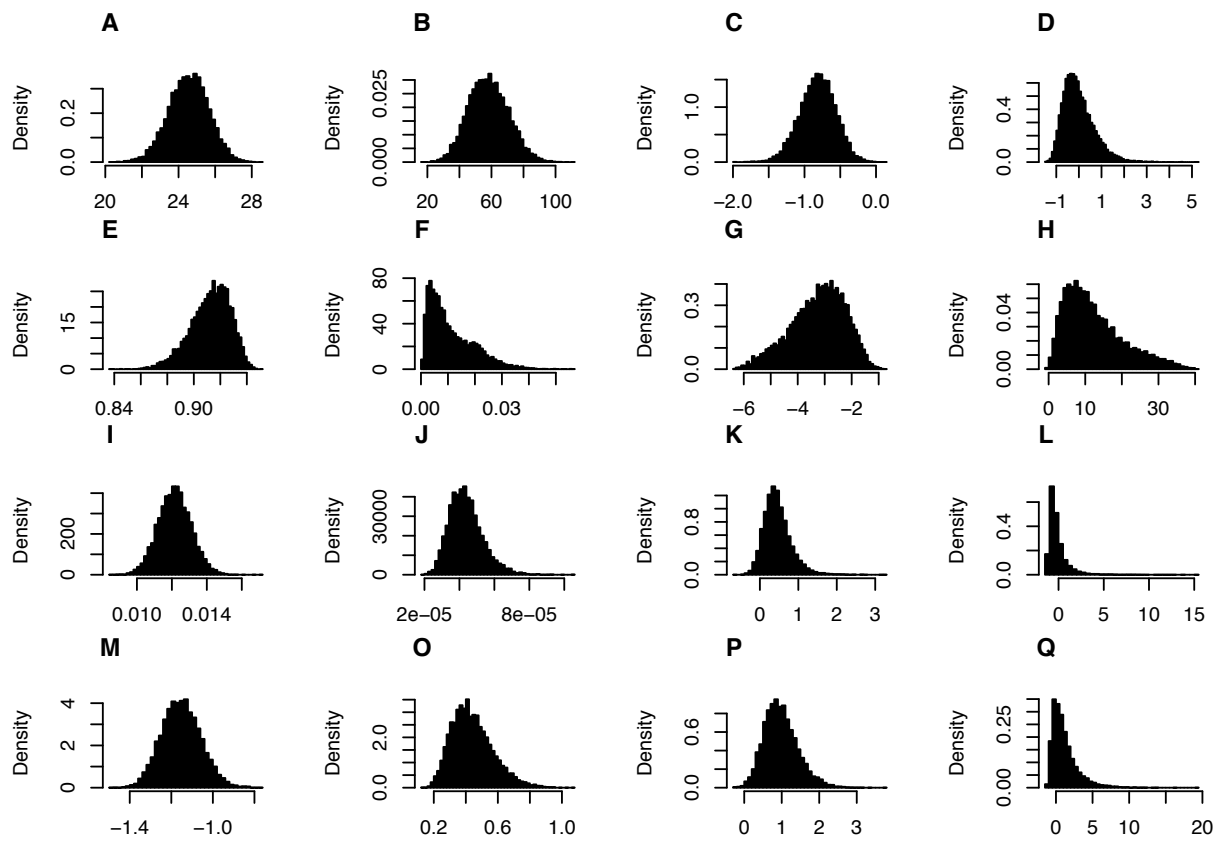 A B C D
Density 0.0 0.2 20 24 28
Density 0.000 0.025 20 60 100
Density 0.0 1.0 −2.0 −1.0 0.0
Density 0.0 0.4 −1 1 3 5
E F G H
Density 0 15 0.84 0.90
Density 0 40 80 0.00 0.03
Density 0.0 0.3 −6 −4 −2
Density 0.00 0.04 0 10 30
I J K L
Density 0 200 0.010 0.014
Density 0 30000 2e−05 8e−05
Density 0.0 0.8 0 1 2 3
Density 0.0 0.4 0 5 10 15
M O P Q
Density 0 2 4 −1.4 −1.0
Density 0.0 2.0 0.2 0.6 1.0
Density 0.0 0.6 0 1 2 3
Density 0.00 0.25 0 5 10 20